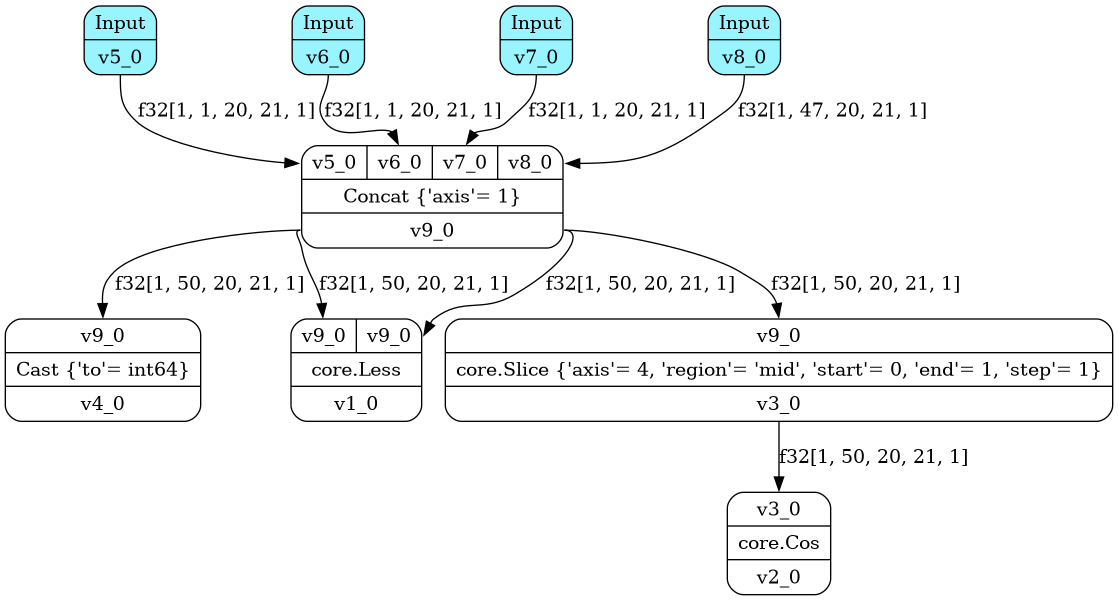 Input
v5_0
Input
v6_0
Input
v7_0
Input
v8_0
f32[1, 1, 20, 21, 1]
f32[1, 1, 20, 21, 1]
f32[1, 1, 20, 21, 1]
f32[1, 47, 20, 21, 1]
v5_0 v6_0 v7_0 v8_0
Concat {'axis'= 1}
v9_0
f32[1, 50, 20, 21, 1]
f32[1, 50, 20, 21, 1]
f32[1, 50, 20, 21, 1]
f32[1, 50, 20, 21, 1]
v9_0
Cast {'to'= int64}
v4_0
v9_0 v9_0
core.Less
v1_0
v9_0
core.Slice {'axis'= 4, 'region'= 'mid', 'start'= 0, 'end'= 1, 'step'= 1}
v3_0
f32[1, 50, 20, 21, 1]
v3_0
core.Cos
v2_0